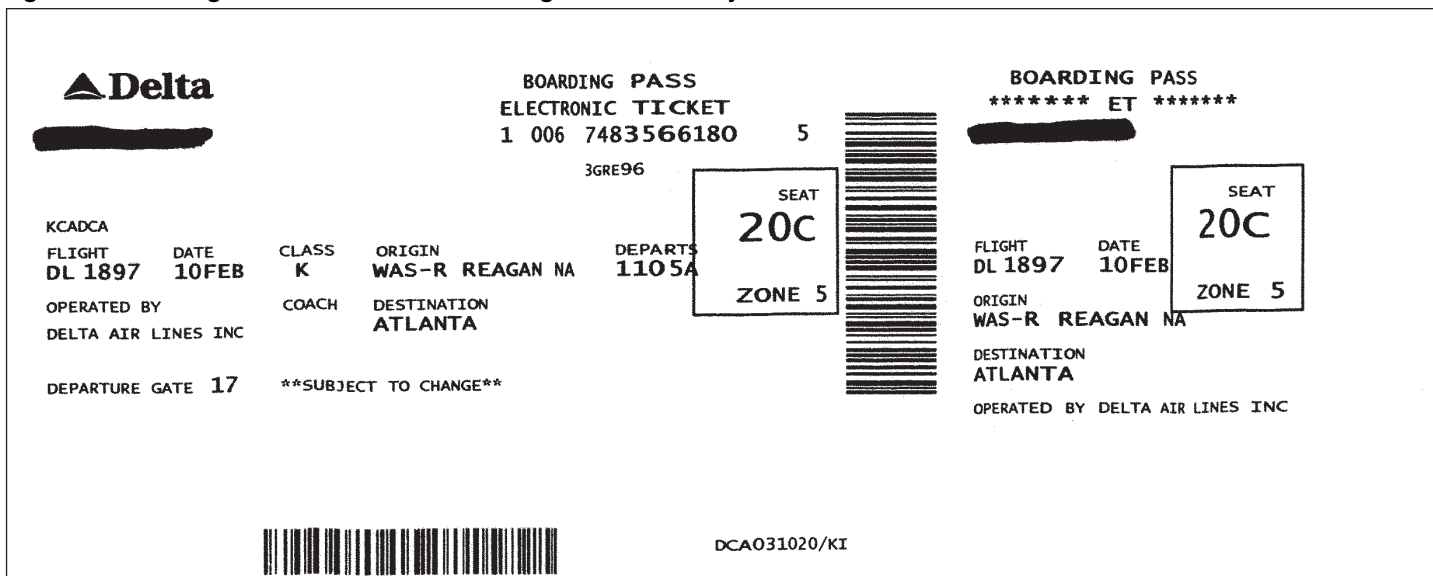 Delta
BOARDING PASS
ELECTRONIC TICKET
1 006 7483566180 5
3GRE96
SEAT
20C
ZONE 5
KCADCA
FLIGHT DATE CLASS ORIGIN DEPARTS
DL 1897 10FEB K WAS-R REAGAN NA 1105A
OPERATED BY COACH DESTINATION
DELTA AIR LINES INC ATLANTA
DEPARTURE GATE 17 **SUBJECT TO CHANGE**
DCA031020/KI
BOARDING PASS
******* ET *******
SEAT
20C
ZONE 5
FLIGHT DATE
DL 1897 10FEB
ORIGIN
WAS-R REAGAN NA
DESTINATION
ATLANTA
OPERATED BY DELTA AIR LINES INC